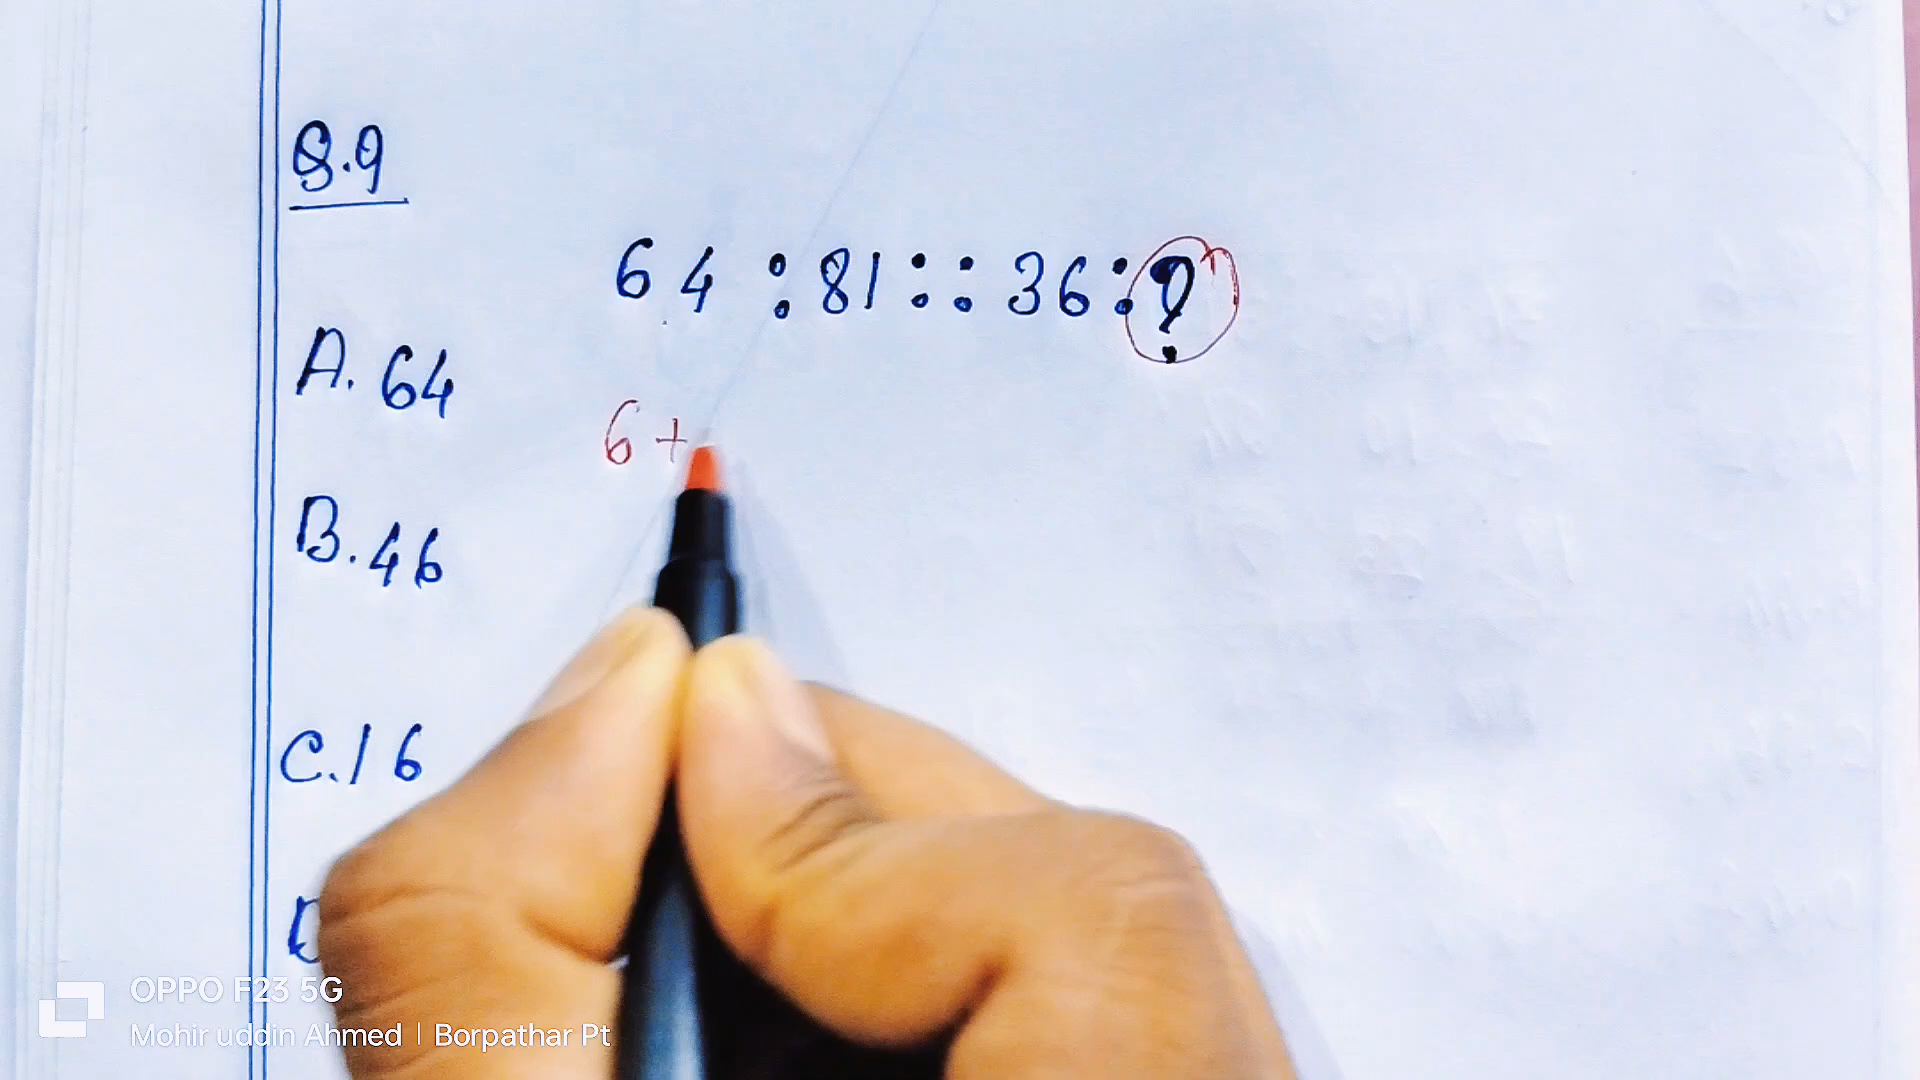 Q.9
64 : 81 :: 36 : ?
A. 64
6 +
B. 46
C. 16
D
OPPO F23 5G
Mohir uddin Ahmed | Borpathar Pt